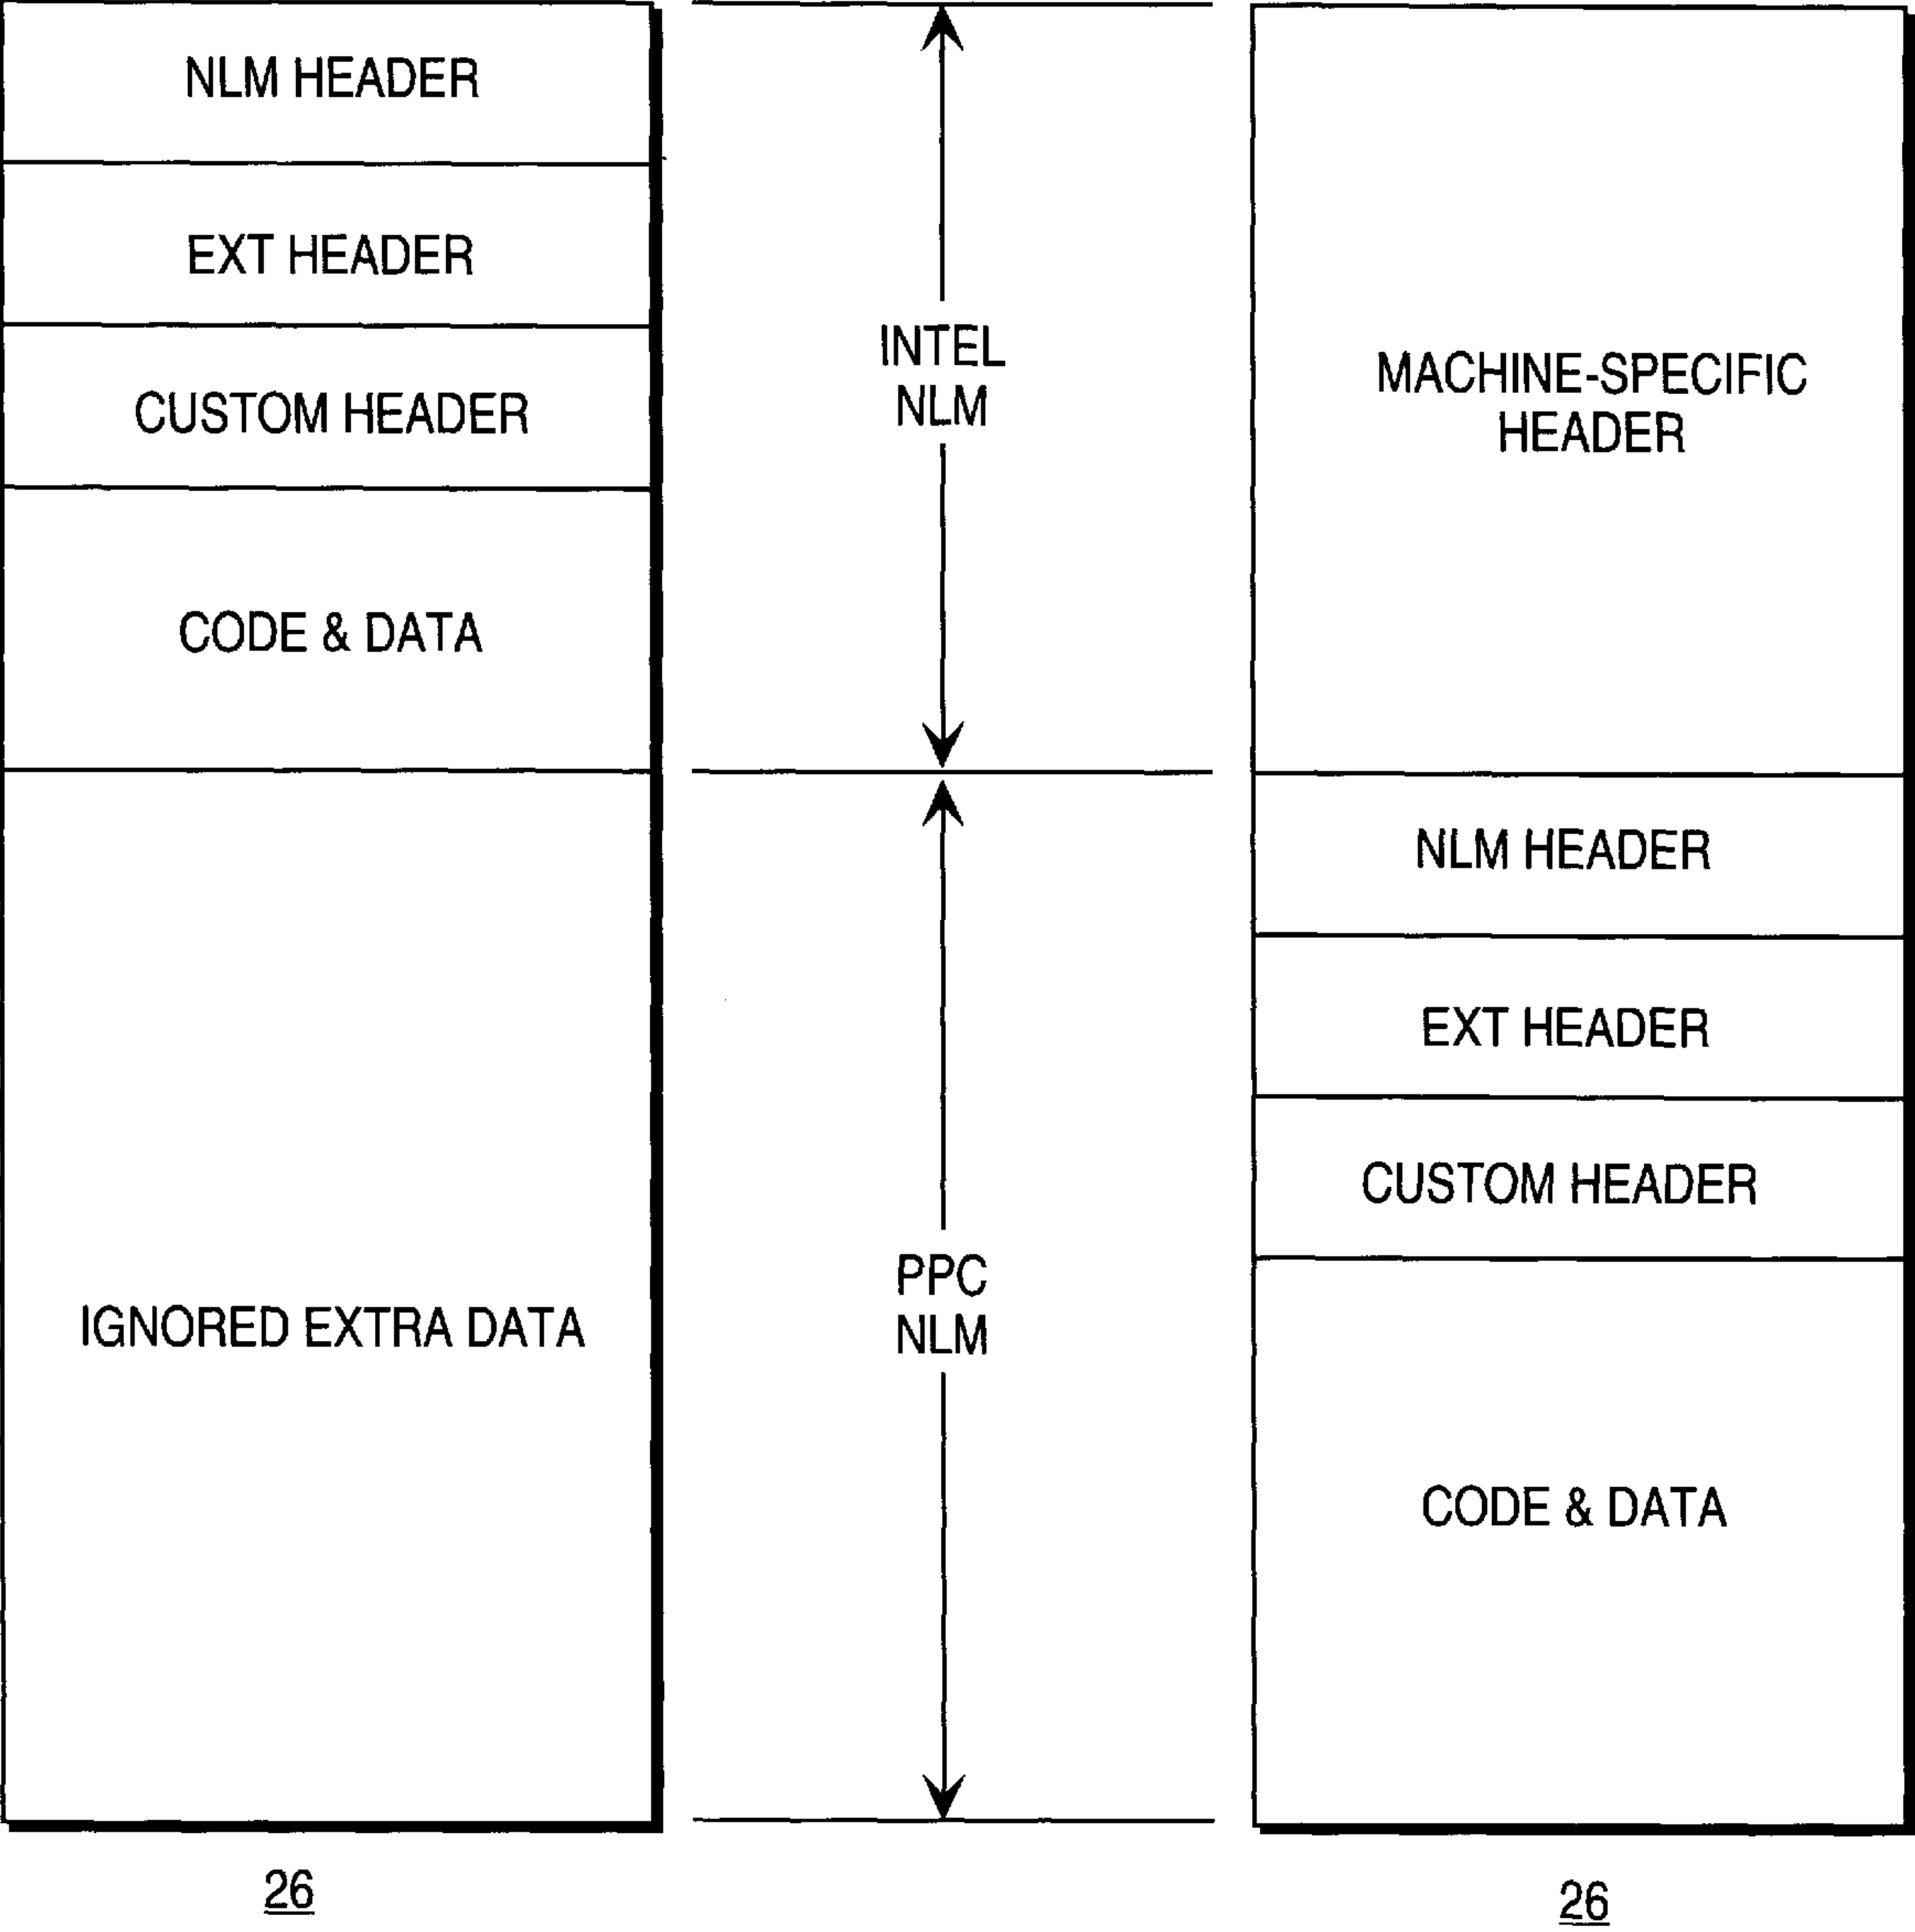 NLM HEADER
EXT HEADER
CUSTOM HEADER
CODE & DATA
IGNORED EXTRA DATA
26
INTEL
NLM
PPC
NLM
MACHINE-SPECIFIC
HEADER
NLM HEADER
EXT HEADER
CUSTOM HEADER
CODE & DATA
26